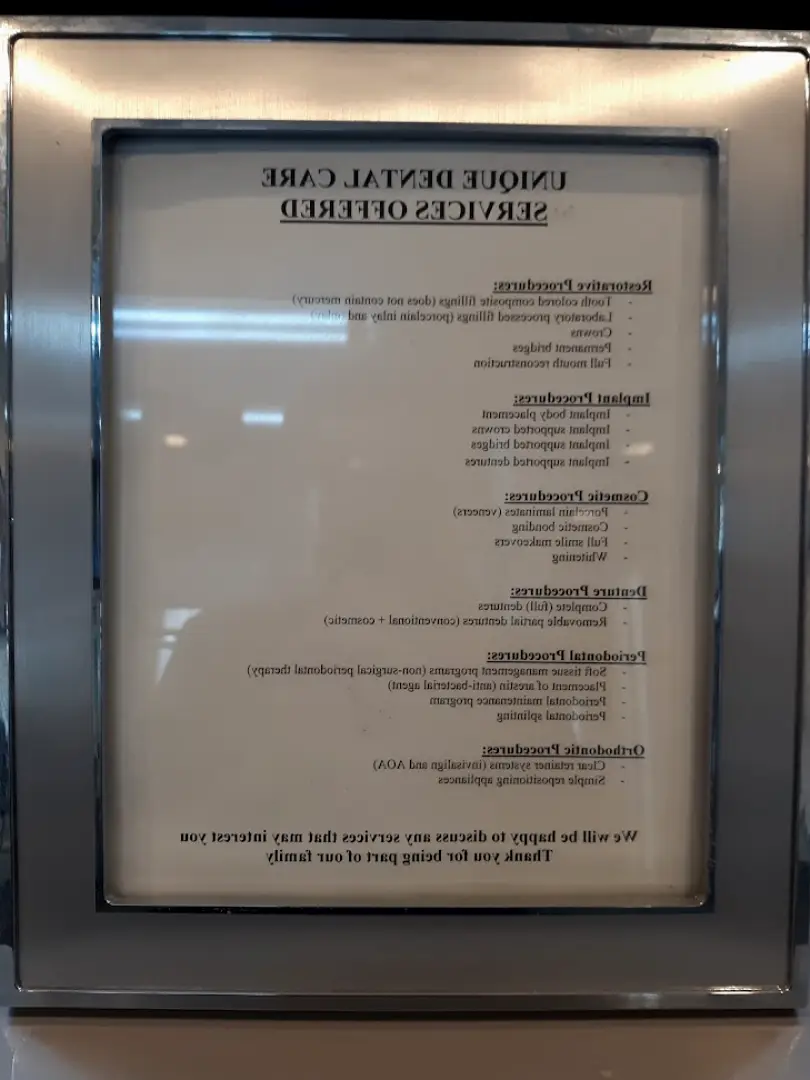 UNIQUE DENTAL CARE
SERVICES OFFERED
Restorative Procedures:
- Tooth colored composite fillings (does not contain mercury)
- Laboratory processed fillings (porcelain inlay and onlay)
- Crowns
- Permanent bridges
- Full mouth reconstruction
Implant Procedures:
- Implant body placement
- Implant supported crowns
- Implant supported bridges
- Implant supported dentures
Cosmetic Procedures:
- Porcelain laminates (veneers)
- Cosmetic bonding
- Full smile makeovers
- Whitening
Denture Procedures:
- Complete (full) dentures
- Removable partial dentures (conventional + cosmetic)
Periodontal Procedures:
- Soft tissue management programs (non-surgical periodontal therapy)
- Placement of arestin (anti-bacterial agent)
- Periodontal maintenance program
- Periodontal splinting
Orthodontic Procedures:
- Clear retainer systems (invisalign and AOA)
- Simple repositioning appliances
We will be happy to discuss any services that may interest you
Thank you for being part of our family